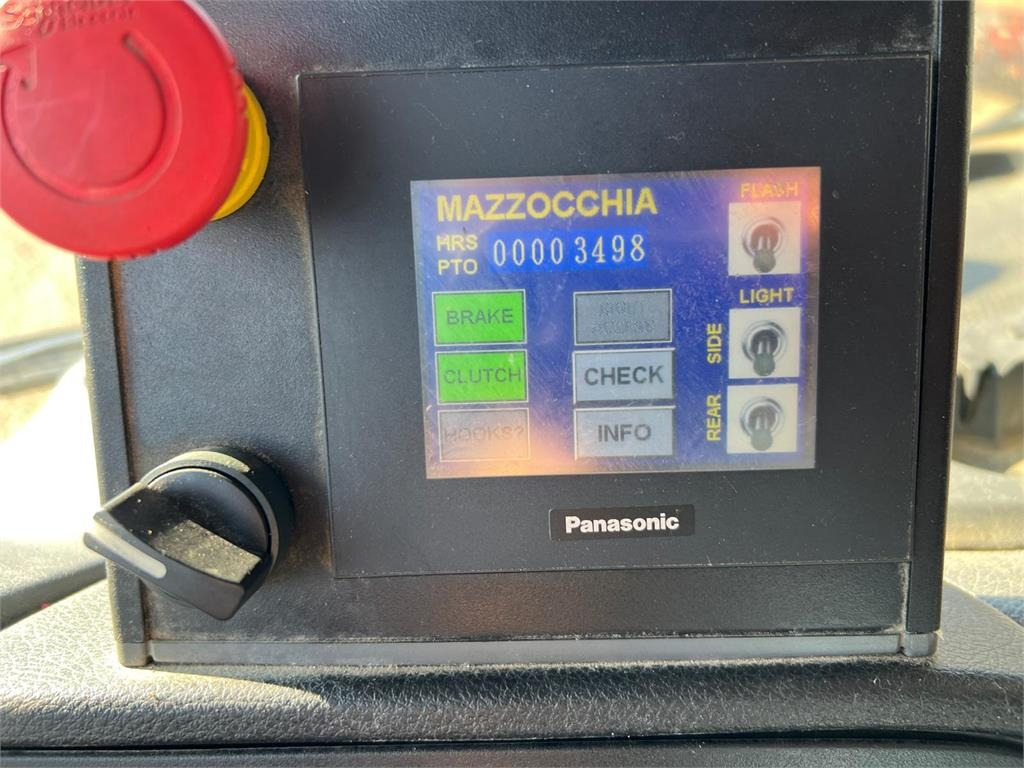 MAZZOCCHIA
FLASH
HRS
PTO
00003498
BRAKE
LIGHT
CLUTCH
CHECK
SIDE
HOOKS?
INFO
REAR
Panasonic